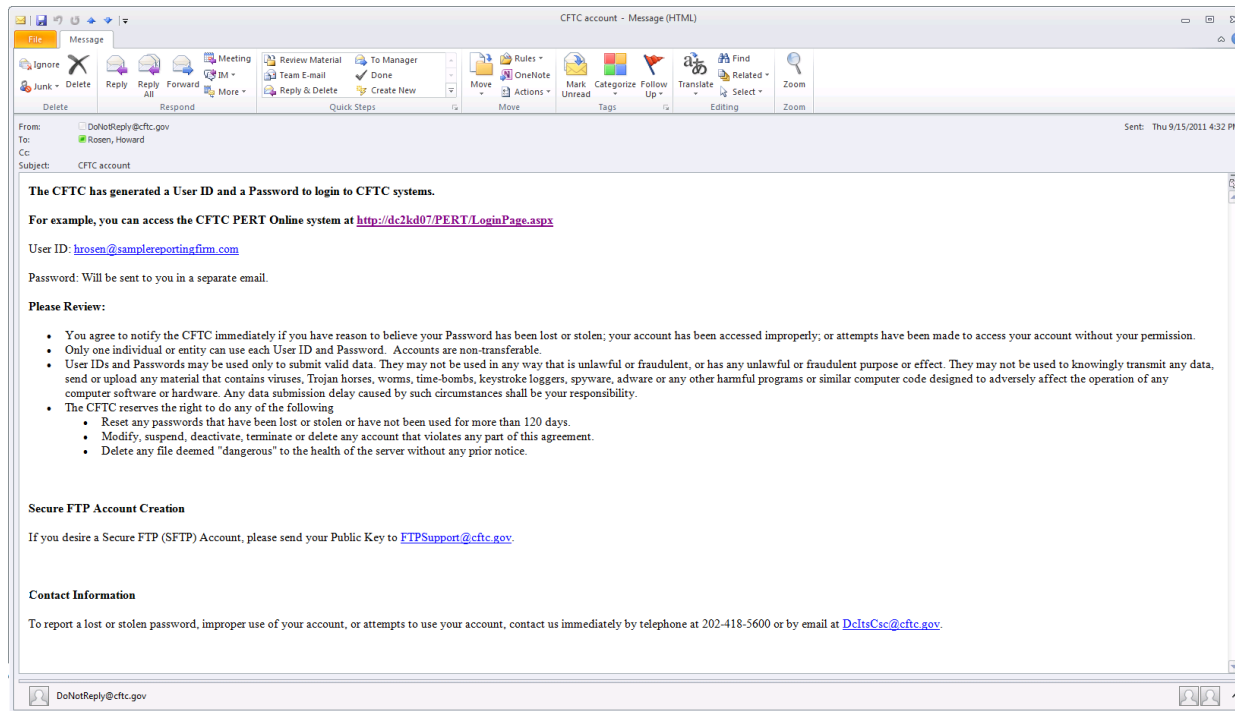 CFTC account - Message (HTML)
File Message
Ignore
Junk
Delete
Reply
Reply All
Forward
Meeting
IM
More
Review Material
Team E-mail
Reply & Delete
To Manager
Done
Create New
Move
Rules
OneNote
Actions
Mark Unread
Categorize
Follow Up
Translate
Find
Related
Select
Zoom
Delete Respond Quick Steps Move Tags Editing Zoom
From: DoNotReply@cftc.gov Sent: Thu 9/15/2011 4:32 PM
To: Rosen, Howard
Cc:
Subject: CFTC account
The CFTC has generated a User ID and a Password to login to CFTC systems.
For example, you can access the CFTC PERT Online system at http://dc2kd07/PERT/LoginPage.aspx
User ID: hrosen@samplereportingfirm.com
Password: Will be sent to you in a separate email.
Please Review:
• You agree to notify the CFTC immediately if you have reason to believe your Password has been lost or stolen; your account has been accessed improperly; or attempts have been made to access your account without your permission.
• Only one individual or entity can use each User ID and Password. Accounts are non-transferable.
• User IDs and Passwords may be used only to submit valid data. They may not be used in any way that is unlawful or fraudulent, or has any unlawful or fraudulent purpose or effect. They may not be used to knowingly transmit any data,
send or upload any material that contains viruses, Trojan horses, worms, time-bombs, keystroke loggers, spyware, adware or any other harmful programs or similar computer code designed to adversely affect the operation of any
computer software or hardware. Any data submission delay caused by such circumstances shall be your responsibility.
• The CFTC reserves the right to do any of the following
• Reset any passwords that have been lost or stolen or have not been used for more than 120 days.
• Modify, suspend, deactivate, terminate or delete any account that violates any part of this agreement.
• Delete any file deemed "dangerous" to the health of the server without any prior notice.
Secure FTP Account Creation
If you desire a Secure FTP (SFTP) Account, please send your Public Key to FTPSupport@cftc.gov.
Contact Information
To report a lost or stolen password, improper use of your account, or attempts to use your account, contact us immediately by telephone at 202-418-5600 or by email at DcItsCsc@cftc.gov.
DoNotReply@cftc.gov